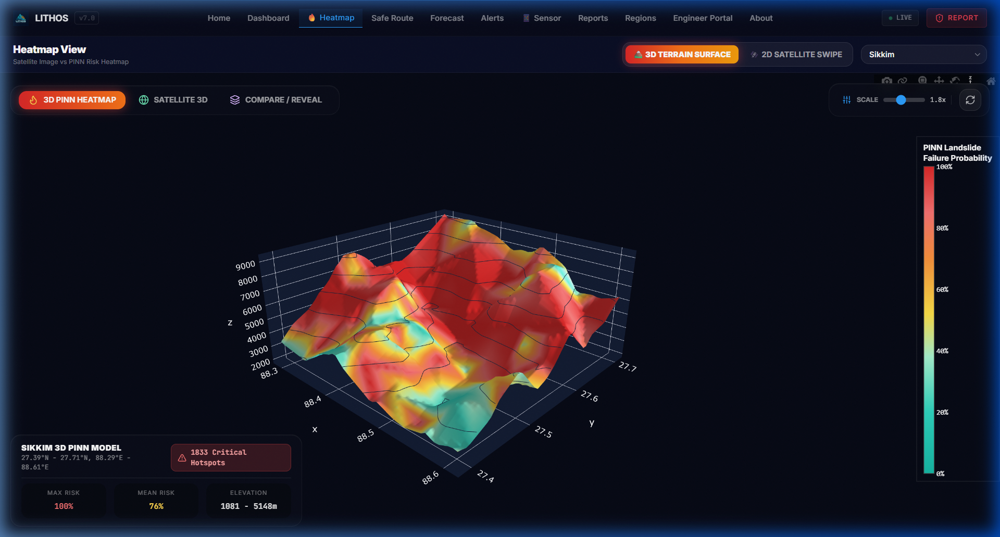 LITHOS
LITHOS v7.0 Home Dashboard Heatmap Safe Route Forecast Alerts Sensor Reports Regions Engineer Portal About LIVE REPORT
Heatmap View
Satellite Image vs PINN Risk Heatmap
3D TERRAIN SURFACE 2D SATELLITE SWIPE Sikkim
3D PINN HEATMAP SATELLITE 3D COMPARE / REVEAL
SCALE 1.8x
PINN Landslide
Failure Probability
100%
80%
60%
40%
20%
0%
z
9000
8000
7000
6000
5000
4000
3000
2000
88.3
88.4
x
88.5
88.6
27.7
27.6
y
27.5
27.4
SIKKIM 3D PINN MODEL
27.39°N - 27.71°N, 88.29°E -
88.61°E
1833 Critical
Hotspots
MAX RISK
100%
MEAN RISK
76%
ELEVATION
1081 - 5148m